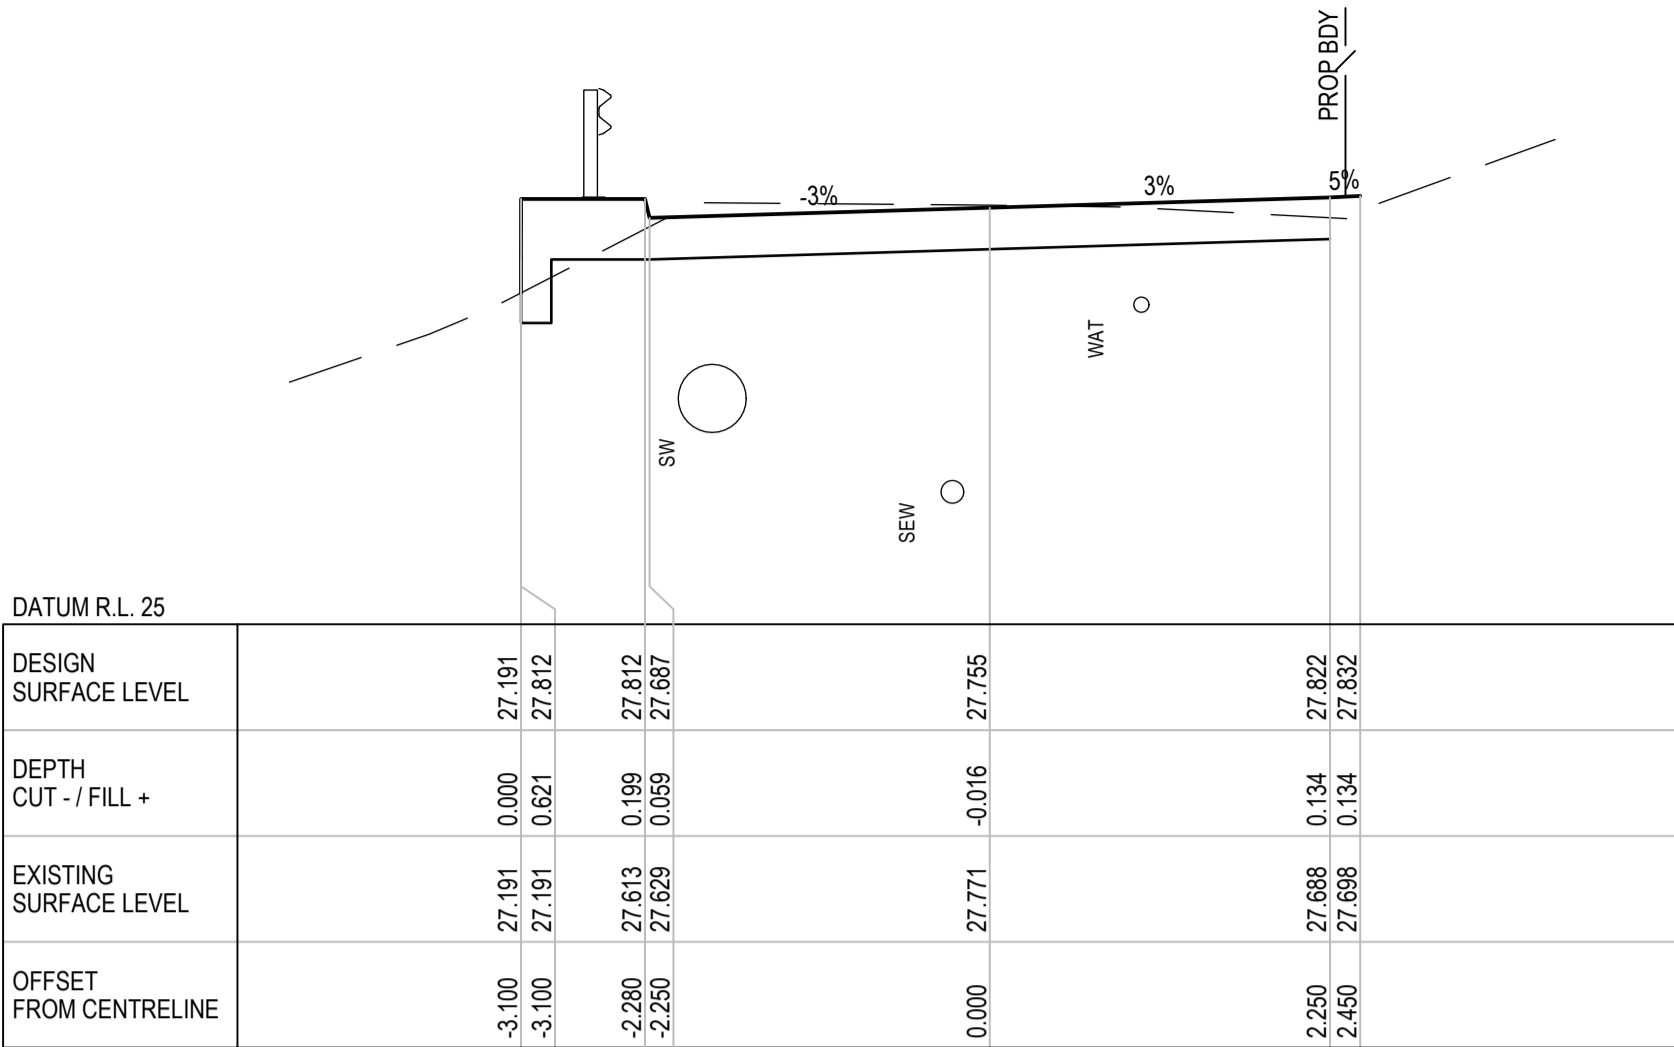 PROP BDY
-3%
3%
5%
WAT
SW
SEW
DATUM R.L. 25
DESIGN
SURFACE LEVEL
27.191
27.812
27.812
27.687
27.755
27.822
27.832
DEPTH
CUT - / FILL +
0.000
0.621
0.199
0.059
-0.016
0.134
0.134
EXISTING
SURFACE LEVEL
27.191
27.191
27.613
27.629
27.771
27.688
27.698
OFFSET
FROM CENTRELINE
-3.100
-3.100
-2.280
-2.250
0.000
2.250
2.450